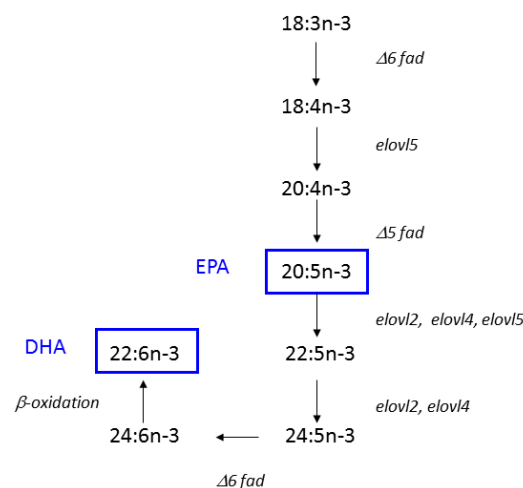 18:3n-3
Δ6 fad
18:4n-3
elovl5
20:4n-3
Δ5 fad
EPA
20:5n-3
elovl2, elovl4, elovl5
DHA
22:6n-3
22:5n-3
β-oxidation
elovl2, elovl4
24:6n-3
24:5n-3
Δ6 fad